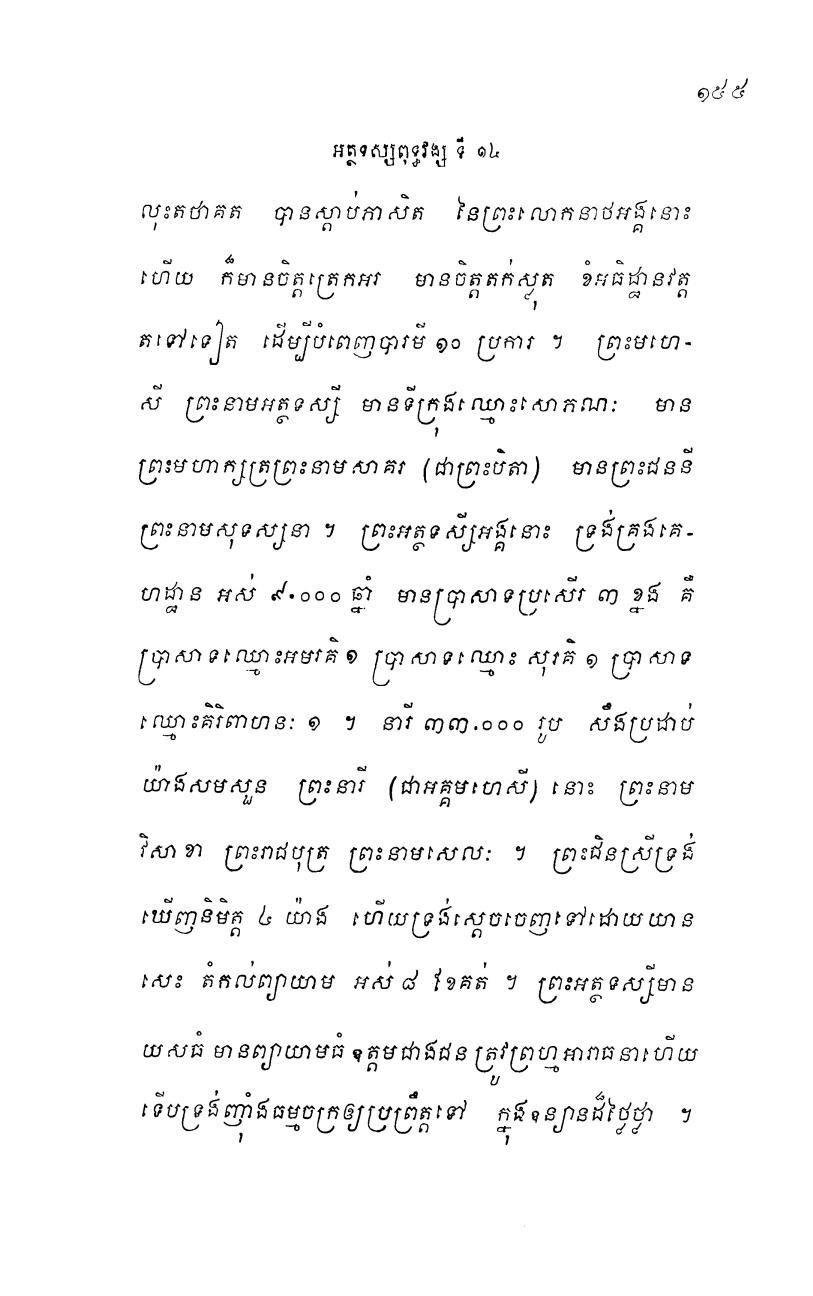 ១៩៥
អត្ថទស្សពុទ្ធវង្ស ទី ១៤
លុះតថាគត បានស្តាប់ភាសិត នៃព្រះលោកនាថអង្គនោះ
ហើយ ក៏មានចិត្តត្រេកអរ មានចិត្តតក់ស្លុត ខំអធិដ្ឋានវត្ត
តទៅទៀត ដើម្បីបំពេញបារមី ១០ ប្រការ ។ ព្រះមហេ-
សី ព្រះនាមអត្ថទស្សី មានទីក្រុងឈ្មោះសោភណៈ មាន
ព្រះមហាក្សត្រព្រះនាមសាគរ (ជាព្រះបិតា) មានព្រះជននី
ព្រះនាមសុទស្សនា ។ ព្រះអត្ថទស្សីអង្គនោះ ទ្រង់គ្រងគេ-
ហដ្ឋាន អស់ ៩.០០០ ឆ្នាំ មានប្រាសាទប្រសើរ ៣ ខ្នង គឺ
ប្រាសាទឈ្មោះអមរគិ ១ ប្រាសាទឈ្មោះ សុរគិ ១ ប្រាសាទ
ឈ្មោះគិរិពាហនៈ ១ ។ នារី ៣៣.០០០ រូប សឹងប្រដាប់
យ៉ាងសមសួន ព្រះនារី (ជាអគ្គមហេសី) នោះ ព្រះនាម
វិសាខា ព្រះរាជបុត្រ ព្រះនាមសេលៈ ។ ព្រះជិនស្រីទ្រង់
ឃើញនិមិត្ត ៤ យ៉ាង ហើយទ្រង់ស្តេចចេញទៅដោយយាន
សេះ តំកល់ព្យាយាម អស់ ៨ ខែគត់ ។ ព្រះអត្ថទស្សីមាន
យសធំ មានព្យាយាមធំ ឧត្តមជាងជន ត្រូវព្រហ្មអារាធនាហើយ
ទើបទ្រង់ញ៉ាំងធម្មចក្រឲ្យប្រព្រឹត្តទៅ ក្នុងឧទ្យានដ៏ថ្លៃថ្លា ។